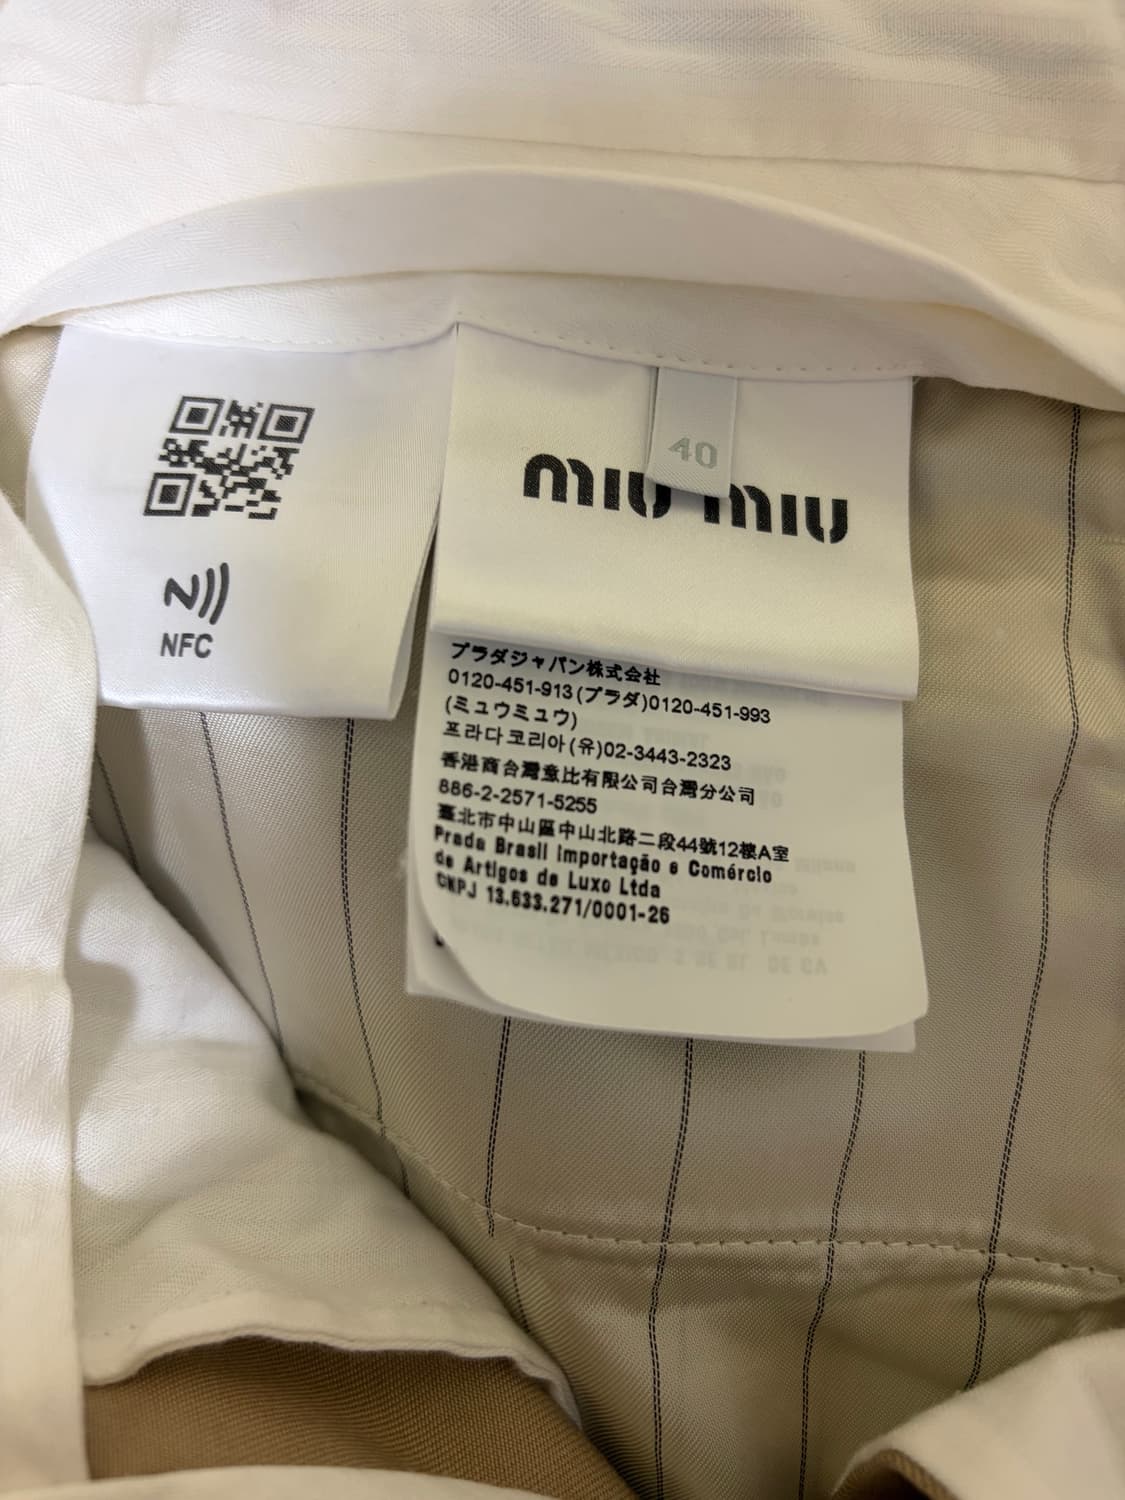 40
miu miu
NFC
プラダジャパン株式会社
0120-451-913(プラダ)0120-451-993
(ミュウミュウ)
프라다코리아(유)02-3443-2323
香港商台灣意比有限公司台灣分公司
886-2-2571-5255
臺北市中山區中山北路二段44號12樓A室
Prada Brasil Importação e Comércio
de Artigos de Luxo Ltda
CNPJ 13.633.271/0001-26